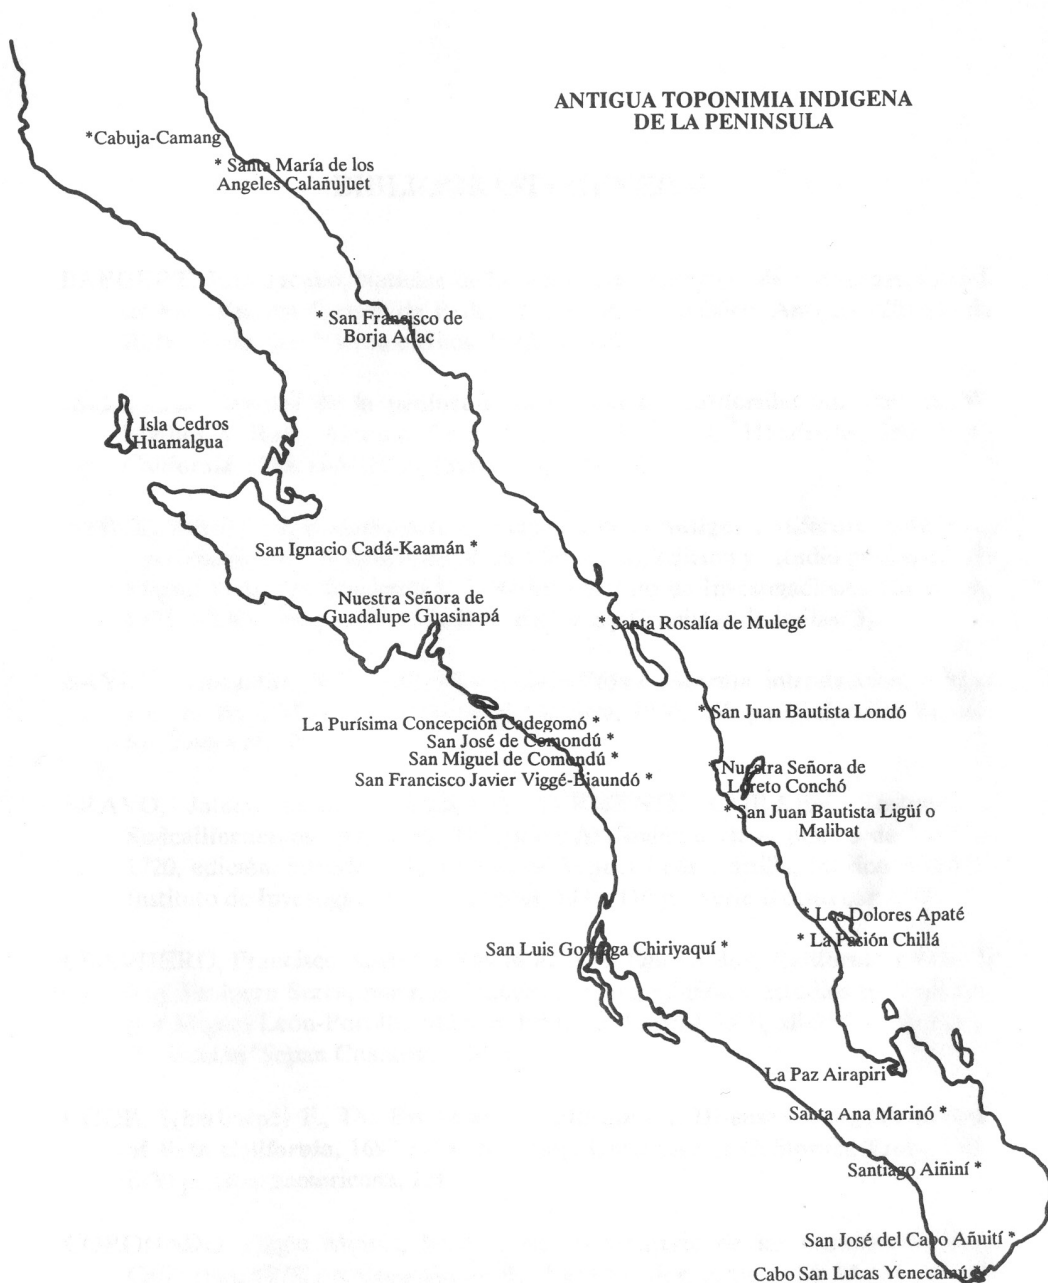 ANTIGUA TOPONIMIA INDIGENA
DE LA PENINSULA
*Cabuja-Camang
* Santa María de los
Angeles Calañujuet
* San Francisco de
Borja Adac
Isla Cedros
Huamalgua
San Ignacio Cadá-Kaamán *
Nuestra Señora de
Guadalupe Guasinapá
* Santa Rosalía de Mulegé
* San Juan Bautista Londó
La Purísima Concepción Cadegomó *
San José de Comondú *
San Miguel de Comondú *
San Francisco Javier Viggé-Biaundó *
* Nuestra Señora de
Loreto Conchó
* San Juan Bautista Ligüí o
Malibat
* Los Dolores Apaté
* La Pasión Chillá
San Luis Gonzaga Chiriyaquí *
La Paz Airapiri
Santa Ana Marinó *
Santiago Aiñiní *
San José del Cabo Añuití *
Cabo San Lucas Yenecamú *